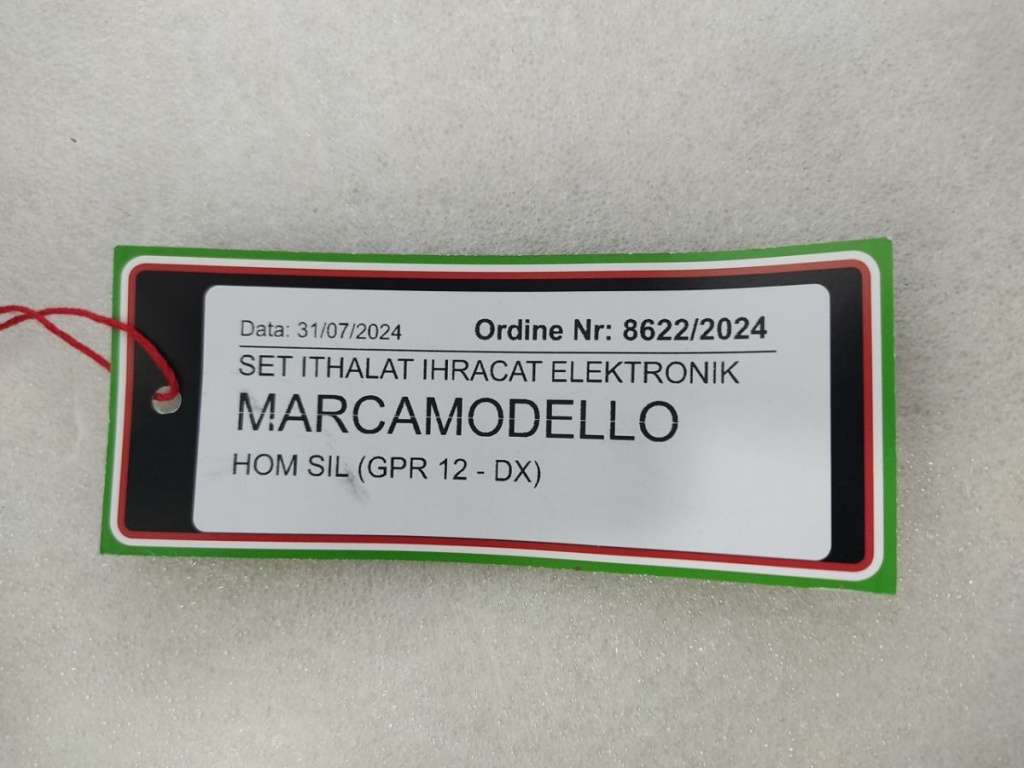 Data: 31/07/2024 Ordine Nr: 8622/2024
SET ITHALAT IHRACAT ELEKTRONIK
MARCAMODELLO
HOM SIL (GPR 12 - DX)